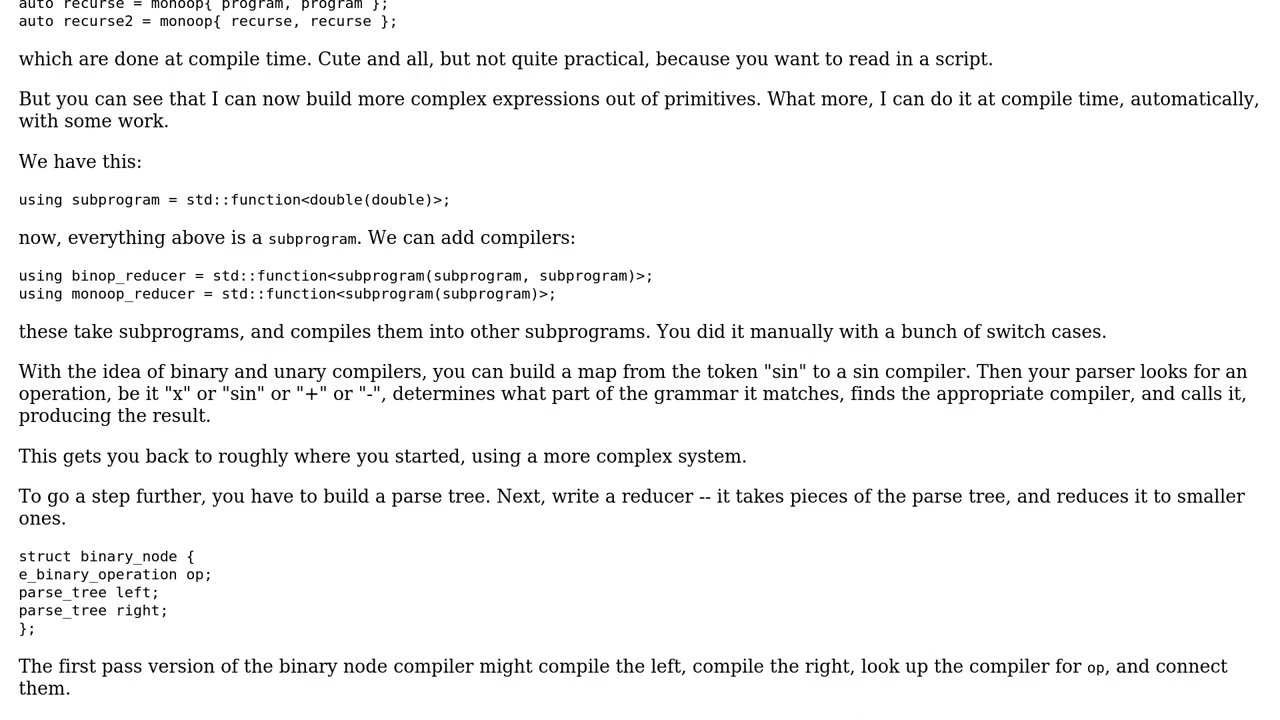 auto recurse = monoop{ program, program };
auto recurse2 = monoop{ recurse, recurse };
which are done at compile time. Cute and all, but not quite practical, because you want to read in a script.
But you can see that I can now build more complex expressions out of primitives. What more, I can do it at compile time, automatically,
with some work.
We have this:
using subprogram = std::function<double(double)>;
now, everything above is a subprogram. We can add compilers:
using binop_reducer = std::function<subprogram(subprogram, subprogram)>;
using monoop_reducer = std::function<subprogram(subprogram)>;
these take subprograms, and compiles them into other subprograms. You did it manually with a bunch of switch cases.
With the idea of binary and unary compilers, you can build a map from the token "sin" to a sin compiler. Then your parser looks for an
operation, be it "x" or "sin" or "+" or "-", determines what part of the grammar it matches, finds the appropriate compiler, and calls it,
producing the result.
This gets you back to roughly where you started, using a more complex system.
To go a step further, you have to build a parse tree. Next, write a reducer -- it takes pieces of the parse tree, and reduces it to smaller
ones.
struct binary_node {
e_binary_operation op;
parse_tree left;
parse_tree right;
};
The first pass version of the binary node compiler might compile the left, compile the right, look up the compiler for op, and connect
them.